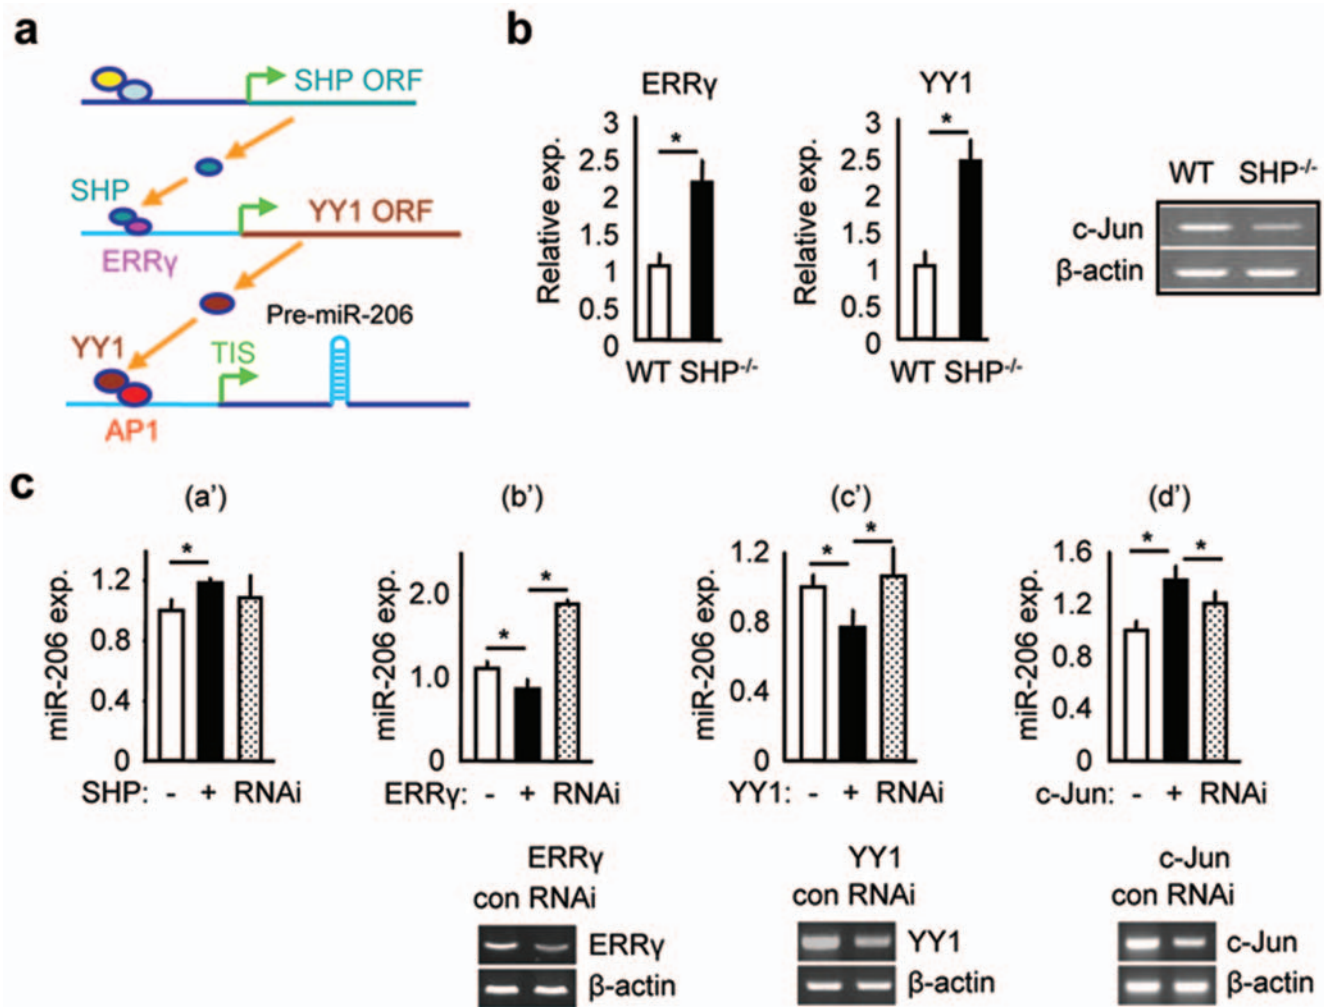 a
SHP ORF
SHP
YY1 ORF
ERRγ
Pre-miR-206
YY1
TIS
AP1
b
ERRγ
Relative exp.
3
2.5
2
1.5
1
0.5
0
*
WT SHP-/-
YY1
Relative exp.
3
2.5
2
1.5
1
0.5
0
*
WT SHP-/-
WT SHP-/-
c-Jun
β-actin
c
(a')
miR-206 exp.
1.2
0.8
0.4
0
*
SHP: - + RNAi
(b')
miR-206 exp.
2.0
1.0
0
*
*
ERRγ: - + RNAi
ERRγ
con RNAi
ERRγ
β-actin
(c')
miR-206 exp.
1.2
0.8
0.4
0
*
*
YY1: - + RNAi
YY1
con RNAi
YY1
β-actin
(d')
miR-206 exp.
1.6
1.2
0.8
0.4
0
*
*
c-Jun: - + RNAi
c-Jun
con RNAi
c-Jun
β-actin